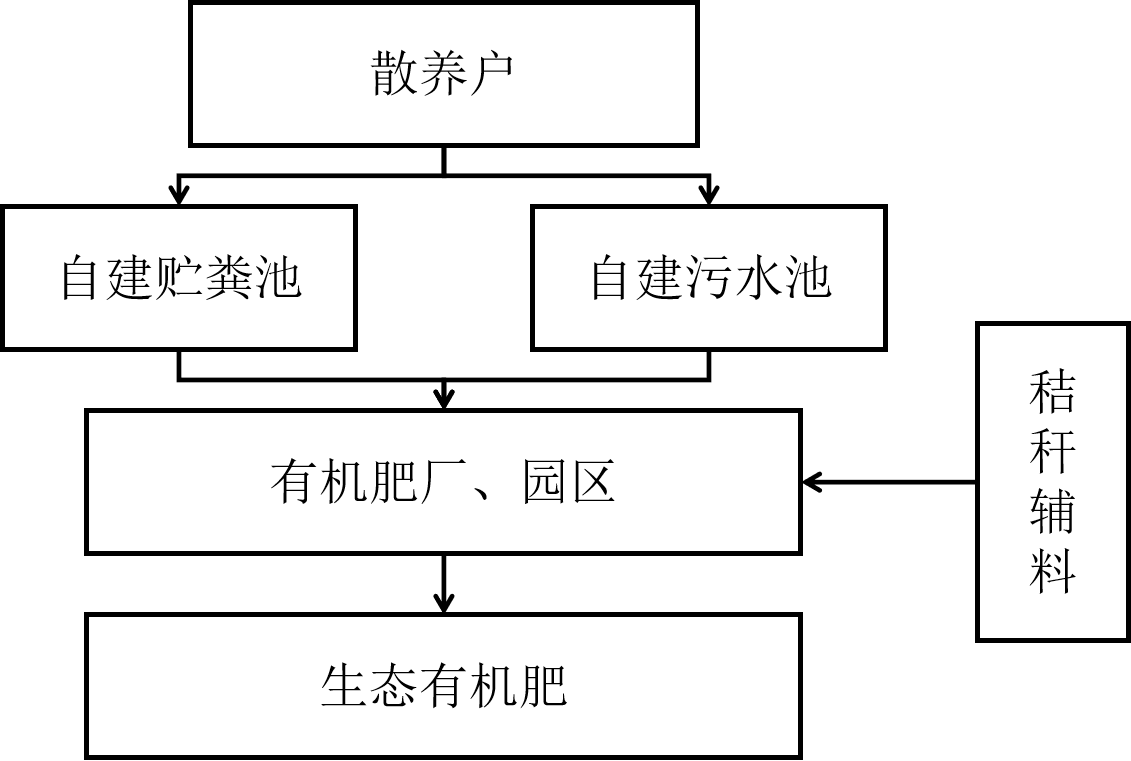 散养户
自建贮粪池
自建污水池
有机肥厂、园区
秸秆辅料
生态有机肥